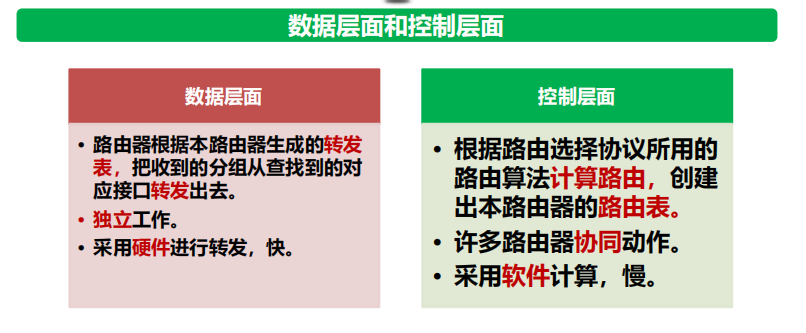 数据层面和控制层面
数据层面
• 路由器根据本路由器生成的转发
表，把收到的分组从查找到的对
应接口转发出去。
• 独立工作。
• 采用硬件进行转发，快。
控制层面
• 根据路由选择协议所用的
路由算法计算路由，创建
出本路由器的路由表。
• 许多路由器协同动作。
• 采用软件计算，慢。